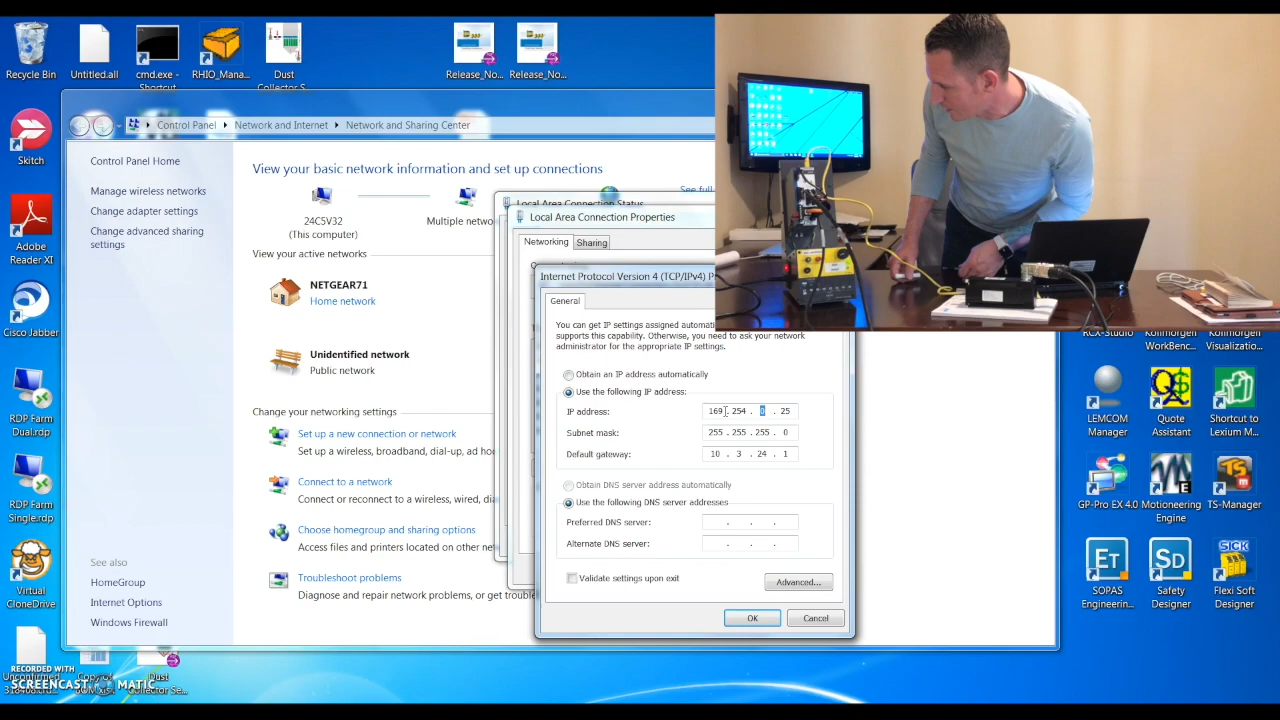 Recycle Bin
Untitled.all
cmd.exe -
Shortcut
RHIO_Mana...
Dust
Collector S...
Release_No...
Release_No...
Skitch
Adobe
Reader XI
Cisco Jabber
RDP Farm
Dual.rdp
RDP Farm
Single.rdp
Virtual
CloneDrive
Control Panel
Network and Internet
Network and Sharing Center
Control Panel Home
Manage wireless networks
Change adapter settings
Change advanced sharing
settings
See also
HomeGroup
Internet Options
Windows Firewall
View your basic network information and set up connections
See full
24C5V32
(This computer)
Multiple netwo
View your active networks
NETGEAR71
Home network
Unidentified network
Public network
Change your networking settings
Set up a new connection or network
Set up a wireless, broadband, dial-up, ad ho
Connect to a network
Connect or reconnect to a wireless, wired, dia
Choose homegroup and sharing options
Access files and printers located on other net
Troubleshoot problems
Diagnose and repair network problems, or get trouble
Local Area Connection Status
Local Area Connection Properties
Networking
Sharing
Internet Protocol Version 4 (TCP/IPv4) P
General
You can get IP settings assigned automat
supports this capability. Otherwise, you need to ask your network
administrator for the appropriate IP settings.
Obtain an IP address automatically
Use the following IP address:
IP address: 169 . 254 . 0 . 25
Subnet mask: 255 . 255 . 255 . 0
Default gateway: 10 . 3 . 24 . 1
Obtain DNS server address automatically
Use the following DNS server addresses
Preferred DNS server: . . .
Alternate DNS server: . . .
Validate settings upon exit
Advanced...
OK
Cancel
RCX-Studio
Kollmorgen
WorkBenc...
Kollmorgen
Visualizatio...
LEMCOM
Manager
Quote
Assistant
Shortcut to
Lexium M...
GP-Pro EX 4.0
Motioneering
Engine
TS-Manager
SOPAS
Engineerin...
Safety
Designer
Flexi Soft
Designer
Collector Se...
RECORDED WITH
SCREENCAST MATIC